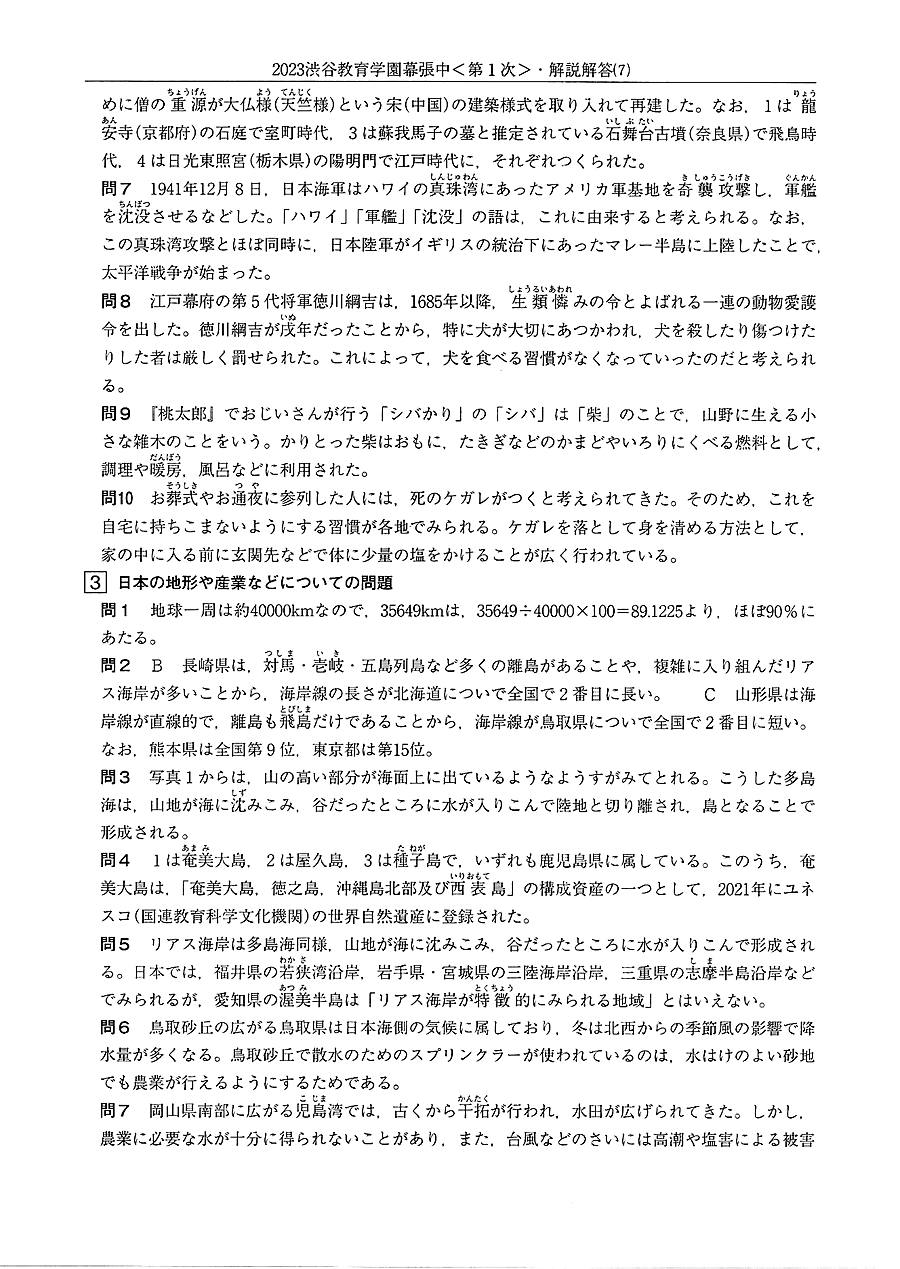 2023渋谷教育学園幕張中＜第１次＞・解説解答(7)
めに僧の重源が大仏様(天竺様)という宋(中国)の建築様式を取り入れて再建した。なお，１は龍
安寺(京都府)の石庭で室町時代，３は蘇我馬子の墓と推定されている石舞台古墳(奈良県)で飛鳥時
代，４は日光東照宮(栃木県)の陽明門で江戸時代に，それぞれつくられた。
問7　1941年12月８日，日本海軍はハワイの真珠湾にあったアメリカ軍基地を奇襲攻撃し，軍艦
を沈没させるなどした。「ハワイ」「軍艦」「沈没」の語は，これに由来すると考えられる。なお，
この真珠湾攻撃とほぼ同時に，日本陸軍がイギリスの統治下にあったマレー半島に上陸したことで，
太平洋戦争が始まった。
問8　江戸幕府の第５代将軍徳川綱吉は，1685年以降，生類憐みの令とよばれる一連の動物愛護
令を出した。徳川綱吉が戌年だったことから，特に犬が大切にあつかわれ，犬を殺したり傷つけた
りした者は厳しく罰せられた。これによって，犬を食べる習慣がなくなっていったのだと考えられ
る。
問9　『桃太郎』でおじいさんが行う「シバかり」の「シバ」は「柴」のことで，山野に生える小
さな雑木のことをいう。かりとった柴はおもに，たきぎなどのかまどやいろりにくべる燃料として，
調理や暖房，風呂などに利用された。
問10　お葬式やお通夜に参列した人には，死のケガレがつくと考えられてきた。そのため，これを
自宅に持ちこまないようにする習慣が各地でみられる。ケガレを落として身を清める方法として，
家の中に入る前に玄関先などで体に少量の塩をかけることが広く行われている。
3　日本の地形や産業などについての問題
問1　地球一周は約40000kmなので，35649kmは，35649÷40000×100＝89.1225より，ほぼ90％に
あたる。
問2　B　長崎県は，対馬・壱岐・五島列島など多くの離島があることや，複雑に入り組んだリア
ス海岸が多いことから，海岸線の長さが北海道についで全国で２番目に長い。　C　山形県は海
岸線が直線的で，離島も飛島だけであることから，海岸線が鳥取県についで全国で２番目に短い。
なお，熊本県は全国第９位，東京都は第15位。
問3　写真１からは，山の高い部分が海面上に出ているようなようすがみてとれる。こうした多島
海は，山地が海に沈みこみ，谷だったところに水が入りこんで陸地と切り離され，島となることで
形成される。
問4　１は奄美大島，２は屋久島，３は種子島で，いずれも鹿児島県に属している。このうち，奄
美大島は，「奄美大島，徳之島，沖縄島北部及び西表島」の構成資産の一つとして，2021年にユネ
スコ(国連教育科学文化機関)の世界自然遺産に登録された。
問5　リアス海岸は多島海同様，山地が海に沈みこみ，谷だったところに水が入りこんで形成され
る。日本では，福井県の若狭湾沿岸，岩手県・宮城県の三陸海岸沿岸，三重県の志摩半島沿岸など
でみられるが，愛知県の渥美半島は「リアス海岸が特徴的にみられる地域」とはいえない。
問6　鳥取砂丘の広がる鳥取県は日本海側の気候に属しており，冬は北西からの季節風の影響で降
水量が多くなる。鳥取砂丘で散水のためのスプリンクラーが使われているのは，水はけのよい砂地
でも農業が行えるようにするためである。
問7　岡山県南部に広がる児島湾では，古くから干拓が行われ，水田が広げられてきた。しかし，
農業に必要な水が十分に得られないことがあり，また，台風などのさいには高潮や塩害による被害